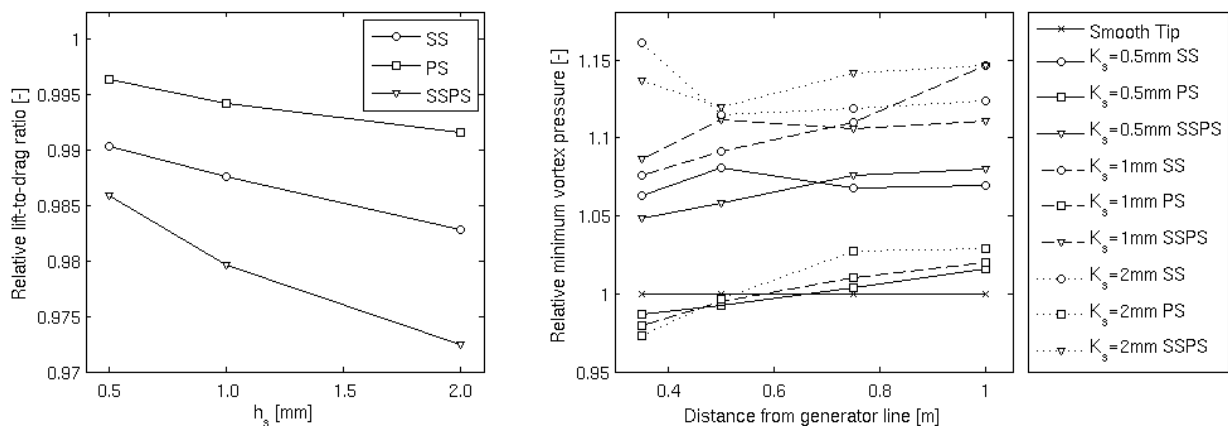 1
0.995
0.99
0.985
0.98
0.975
0.97
0.5
1.0
1.5
2.0
Relative lift-to-drag ratio [-]
h_s [mm]
SS
PS
SSPS
1.15
1.1
1.05
1
0.95
0.4
0.6
0.8
1
Relative minimum vortex pressure [-]
Distance from generator line [m]
Smooth Tip
K_s=0.5mm SS
K_s=0.5mm PS
K_s=0.5mm SSPS
K_s=1mm SS
K_s=1mm PS
K_s=1mm SSPS
K_s=2mm SS
K_s=2mm PS
K_s=2mm SSPS